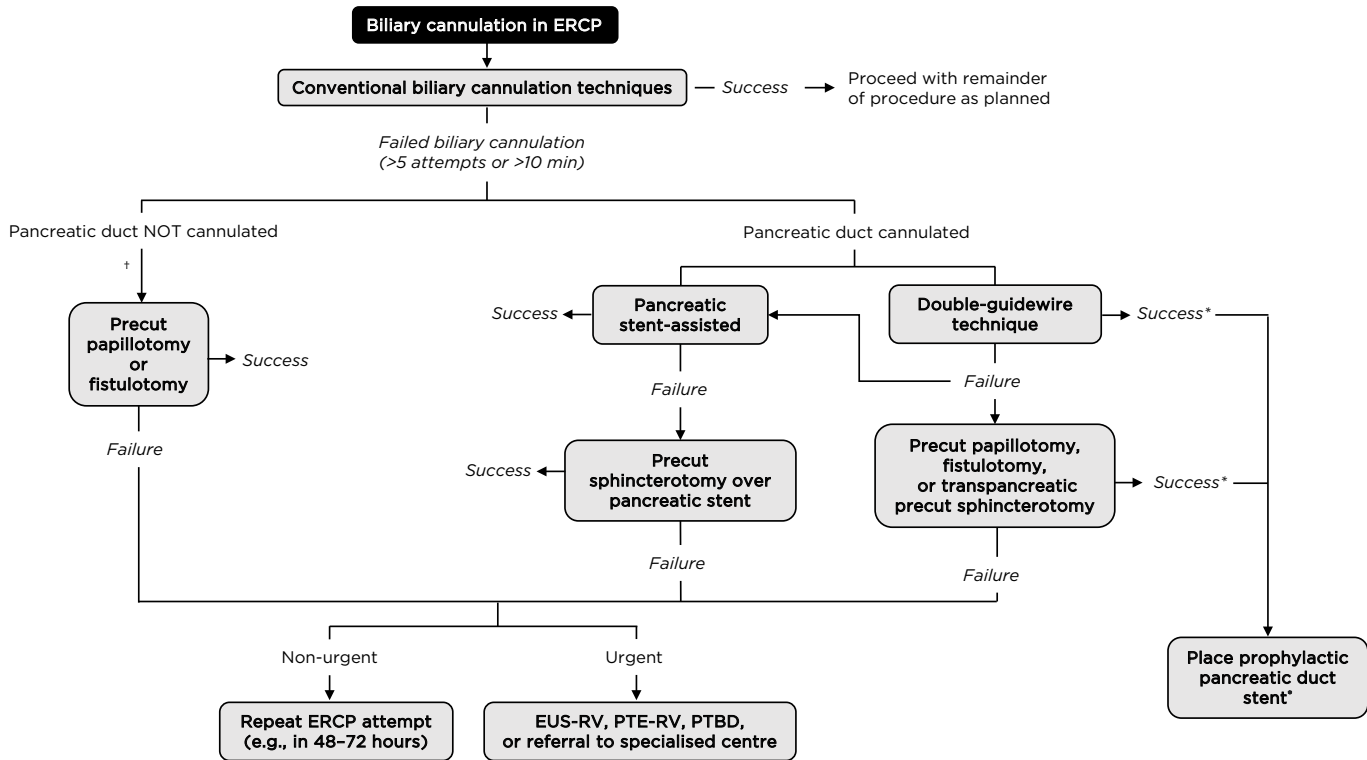 Biliary cannulation in ERCP
Conventional biliary cannulation techniques
Success
Proceed with remainder
of procedure as planned
Failed biliary cannulation
(>5 attempts or >10 min)
Pancreatic duct NOT cannulated
Pancreatic duct cannulated
†
Precut
papillotomy
or
fistulotomy
Success
Failure
Success
Pancreatic
stent-assisted
Double-guidewire
technique
Success*
Failure
Failure
Success
Precut
sphincterotomy over
pancreatic stent
Precut papillotomy,
fistulotomy,
or transpancreatic
precut sphincterotomy
Success*
Failure
Failure
Non-urgent
Urgent
Repeat ERCP attempt
(e.g., in 48–72 hours)
EUS-RV, PTE-RV, PTBD,
or referral to specialised centre
Place prophylactic
pancreatic duct
stent*